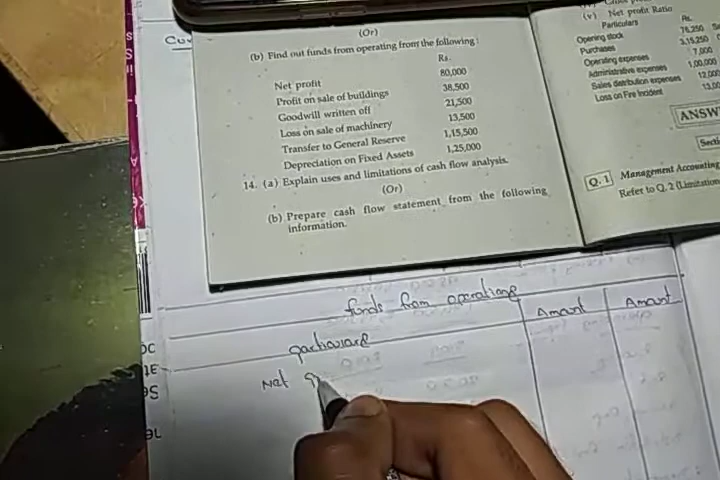 (Or)
(b) Find out funds from operating from the following :
Rs.
Net profit 80,000
Profit on sale of buildings 38,500
Goodwill written off 21,500
Loss on sale of machinery 13,500
Transfer to General Reserve 1,15,500
Depreciation on Fixed Assets 1,25,000
14. (a) Explain uses and limitations of cash flow analysis.
(Or)
(b) Prepare cash flow statement from the following
information.
(v) Net profit Ratio
Particulars Rs.
Opening stock 76,250
Purchases 3,15,250
Operating expenses 7,000
Administrative expenses 1,00,000
Sales distribution expenses 12,000
Loss on Fire Incident
ANSW
Secti
Q. 1 Management Accounting
Refer to Q. 2 (Limitation
funds from operations
Amount Amount
Net